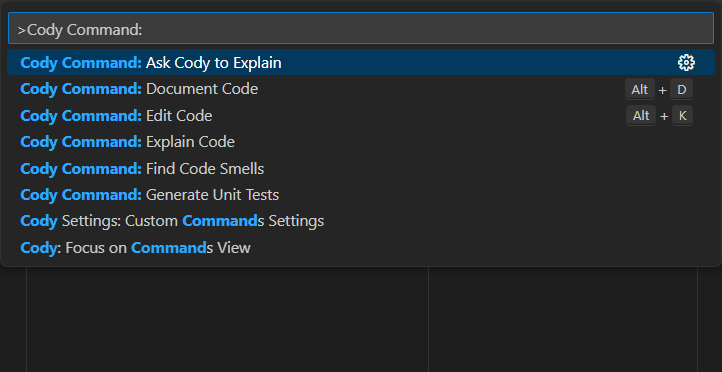 >Cody Command:
Cody Command: Ask Cody to Explain
Cody Command: Document Code Alt + D
Cody Command: Edit Code Alt + K
Cody Command: Explain Code
Cody Command: Find Code Smells
Cody Command: Generate Unit Tests
Cody Settings: Custom Commands Settings
Cody: Focus on Commands View